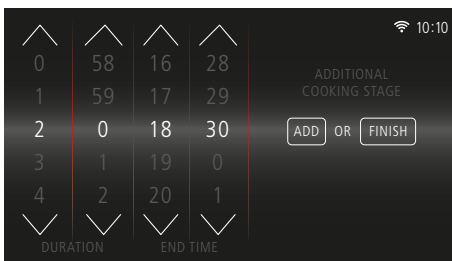 10:10
0 58 16 28
1 59 17 29
2 0 18 30
3 1 19 0
4 2 20 1
DURATION END TIME
ADDITIONAL
COOKING STAGE
ADD OR FINISH